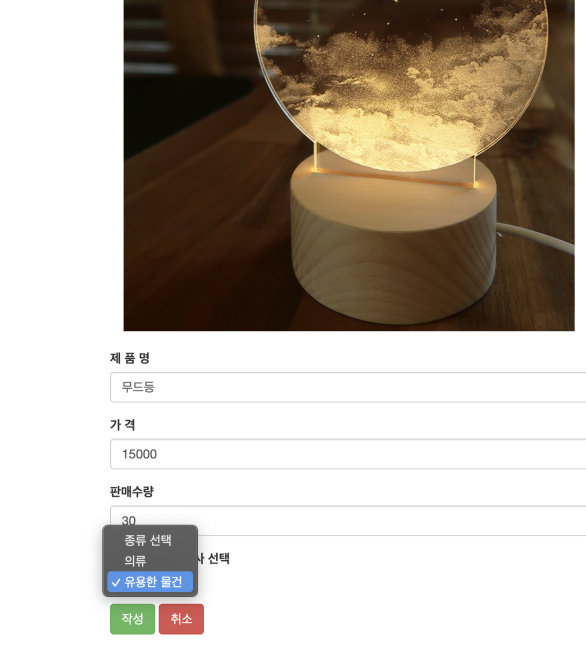 제 품 명
무드등
가 격
15000
판매수량
30
종류 선택
의류
선택
✓ 유용한 물건
작성 취소